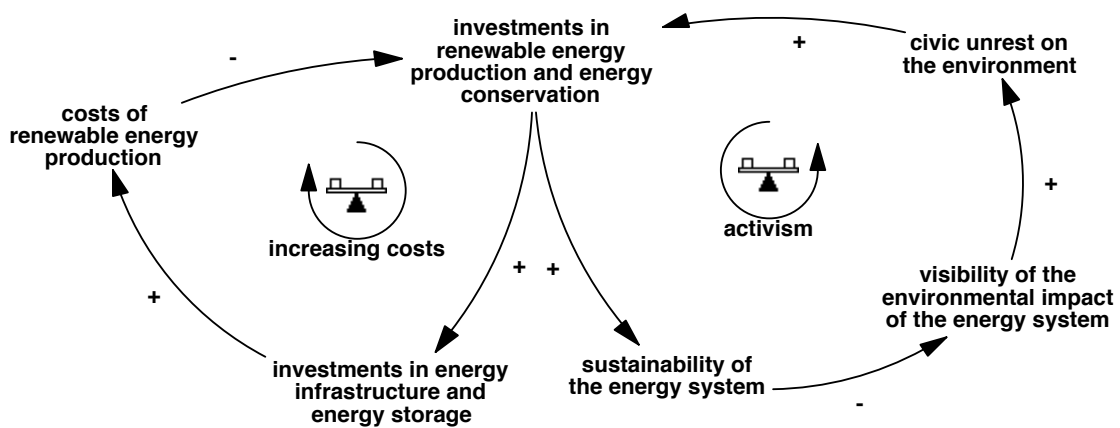 investments in
renewable energy
production and energy
conservation
+
civic unrest on
the environment
-
costs of
renewable energy
production
increasing costs
activism
+
+
+
+
visibility of the
environmental impact
of the energy system
investments in energy
infrastructure and
energy storage
sustainability of
the energy system
-